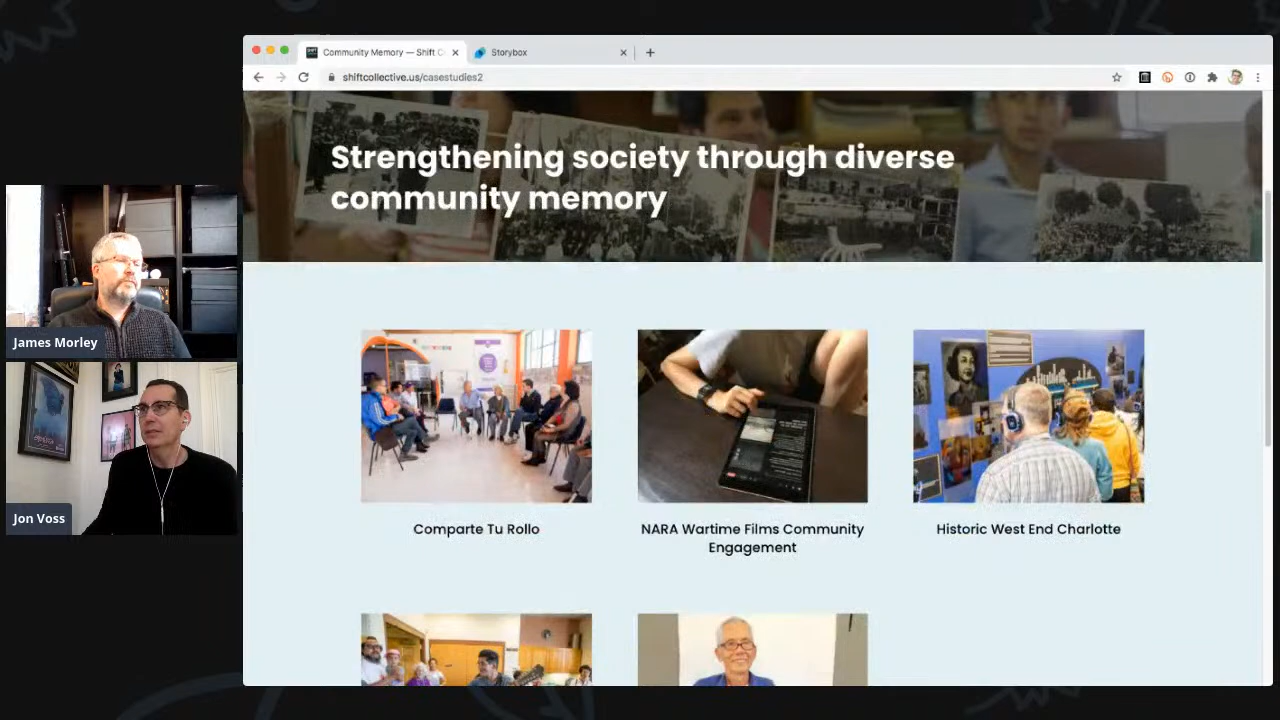 Community Memory — Shift C
Storybox
shiftcollective.us/casestudies2
Strengthening society through diverse
community memory
James Morley
Jon Voss
Comparte Tu Rollo
NARA Wartime Films Community
Engagement
Historic West End Charlotte